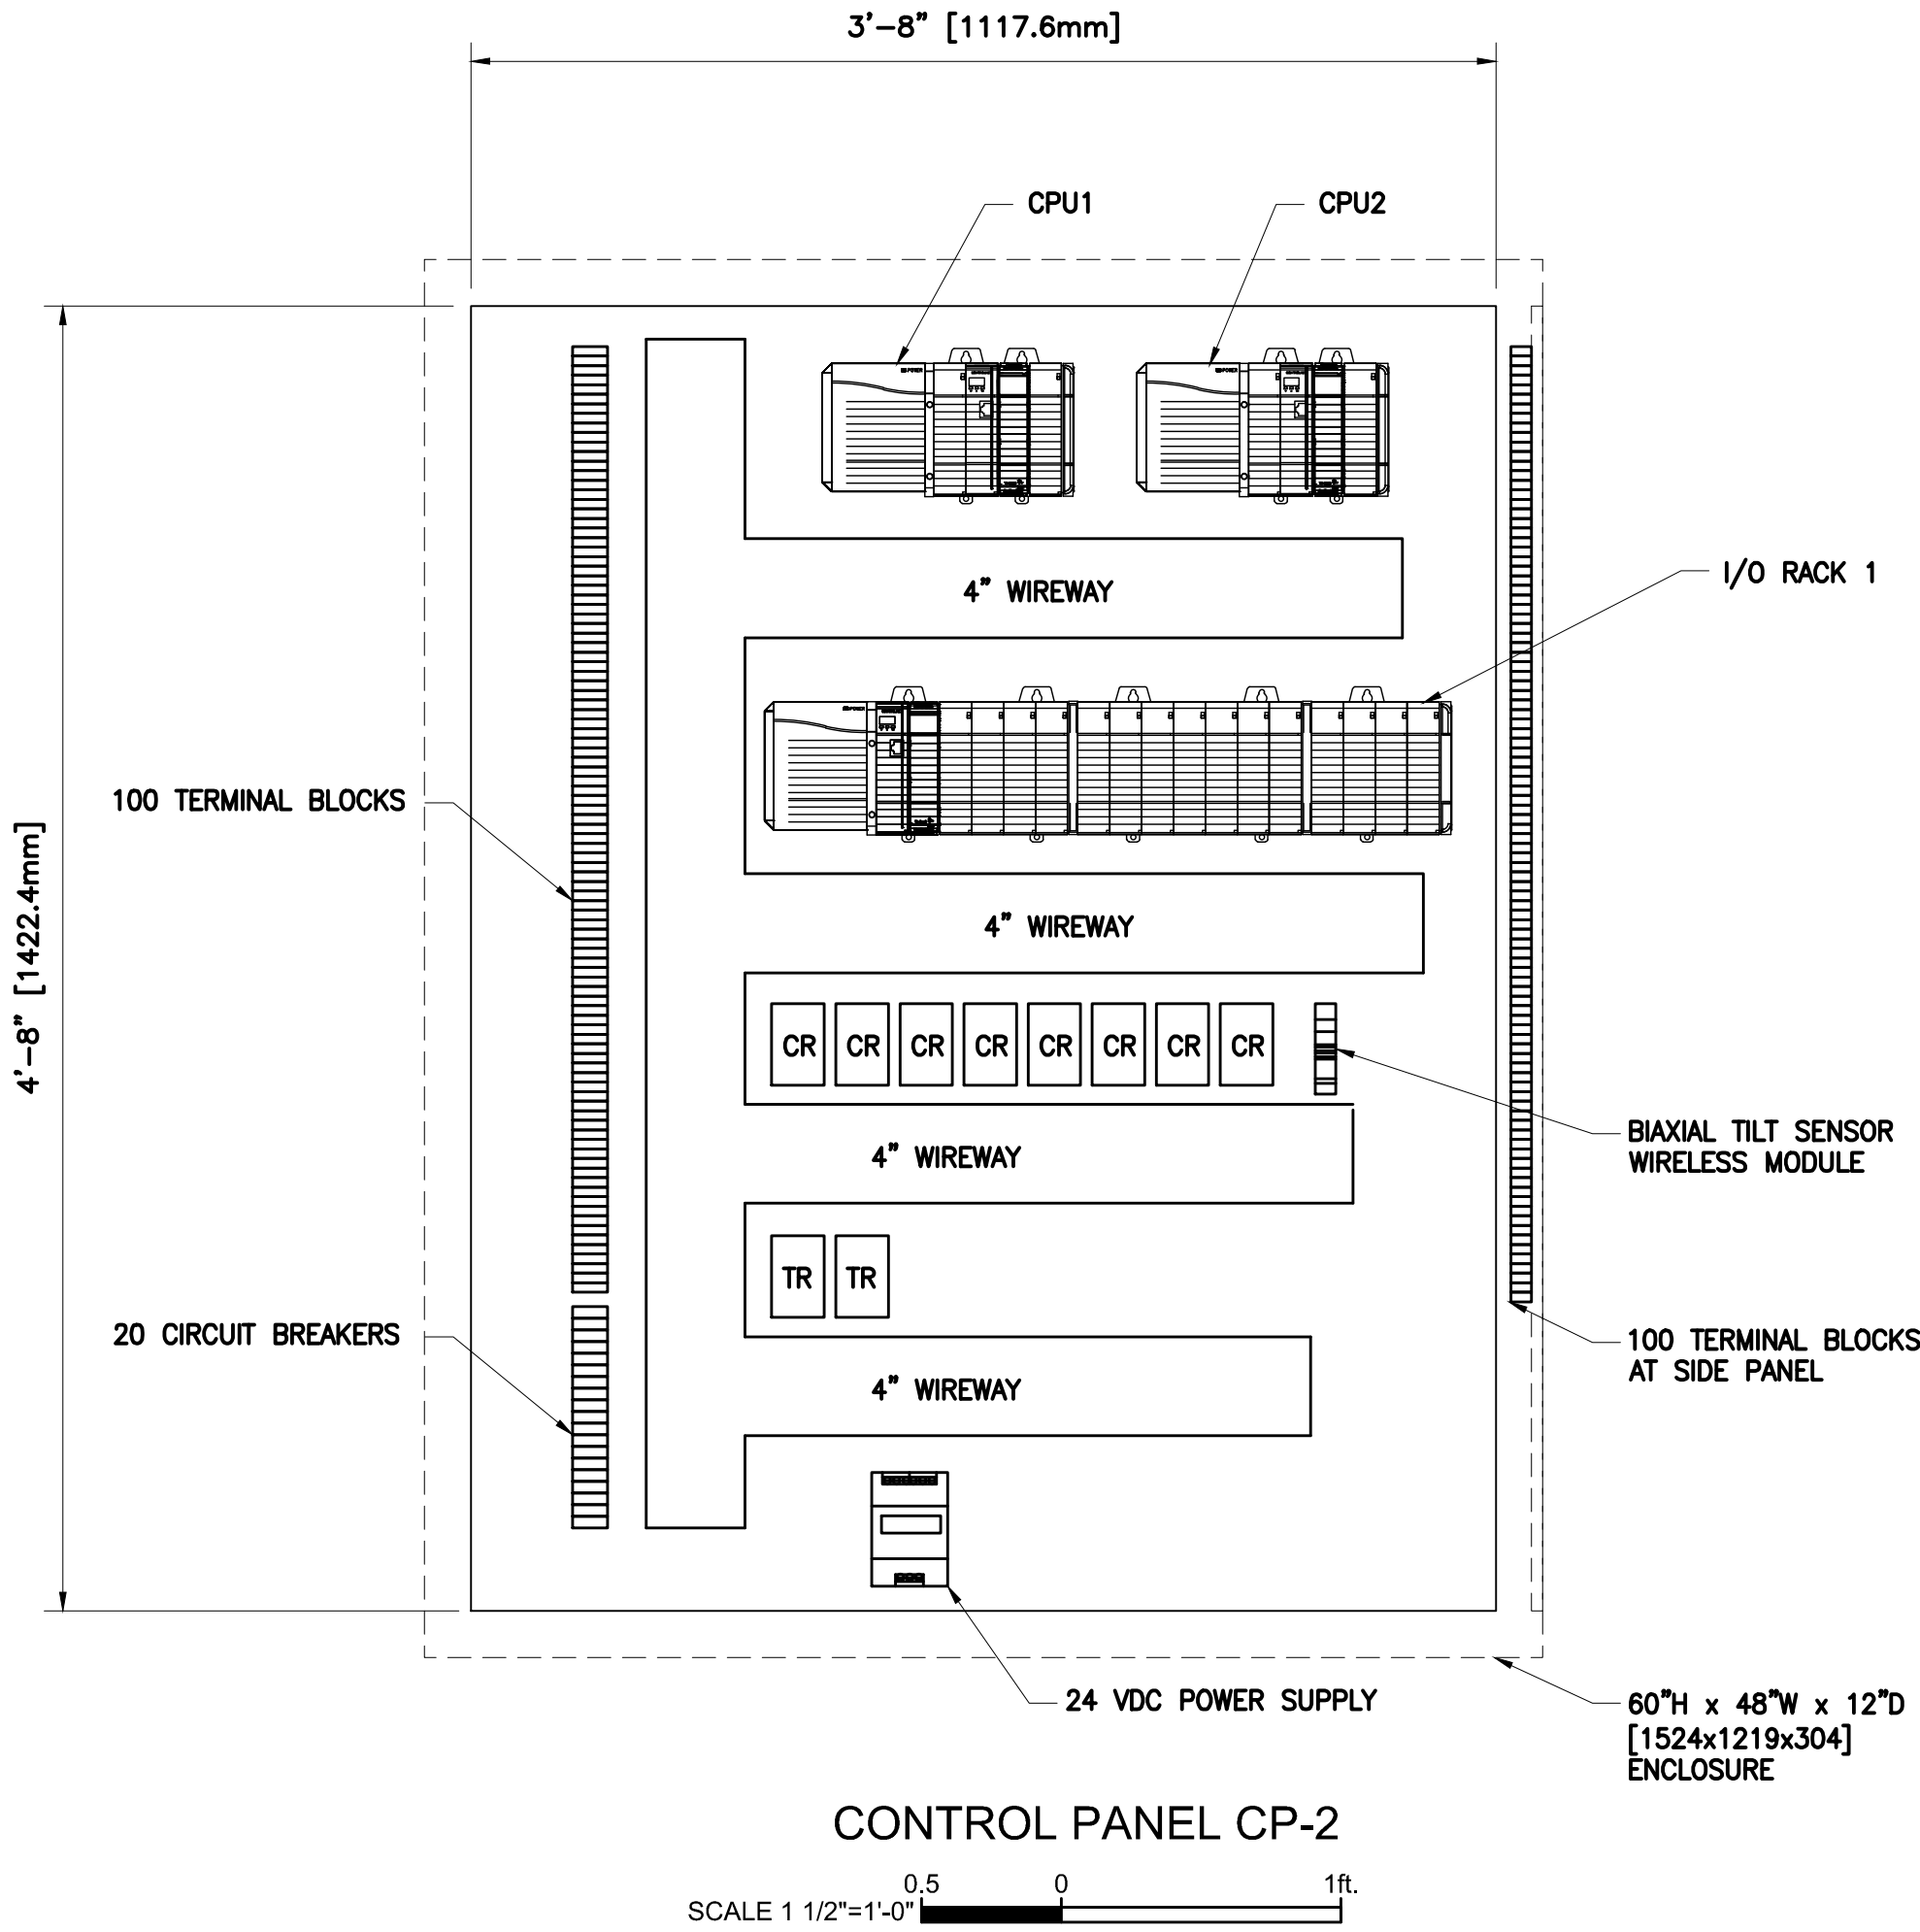 3'-8" [1117.6mm]
CPU1
CPU2
4" WIREWAY
I/O RACK 1
100 TERMINAL BLOCKS
4'-8" [1422.4mm]
4" WIREWAY
CR CR CR CR CR CR CR CR
BIAXIAL TILT SENSOR
WIRELESS MODULE
4" WIREWAY
TR TR
20 CIRCUIT BREAKERS
100 TERMINAL BLOCKS
AT SIDE PANEL
4" WIREWAY
24 VDC POWER SUPPLY
60"H x 48"W x 12"D
[1524x1219x304]
ENCLOSURE
CONTROL PANEL CP-2
0.5 0 1ft.
SCALE 1 1/2"=1'-0"